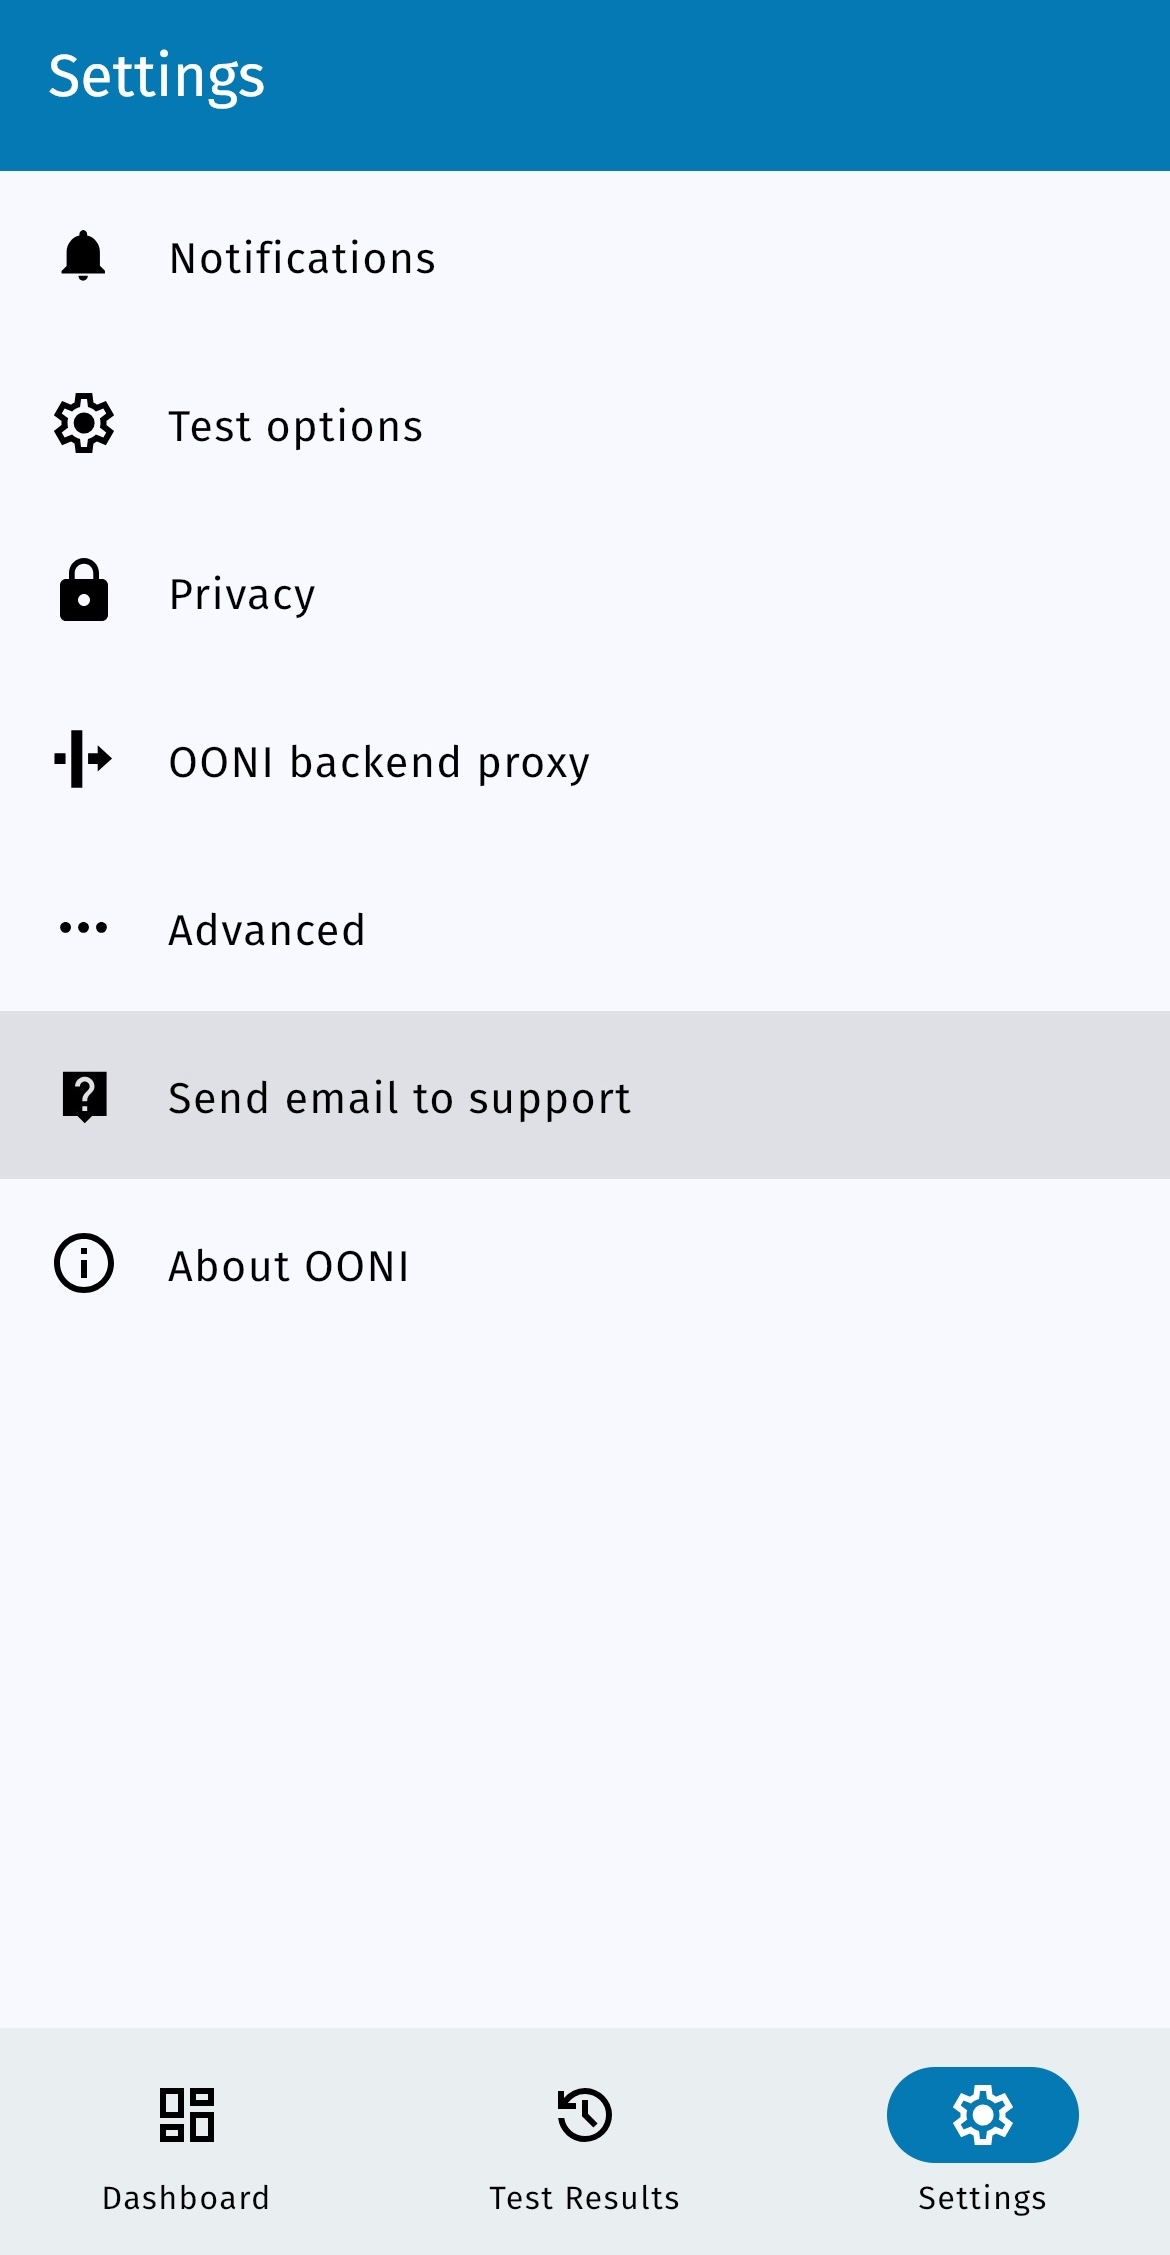 Settings
Notifications
Test options
Privacy
OONI backend proxy
Advanced
Send email to support
About OONI
Dashboard
Test Results
Settings